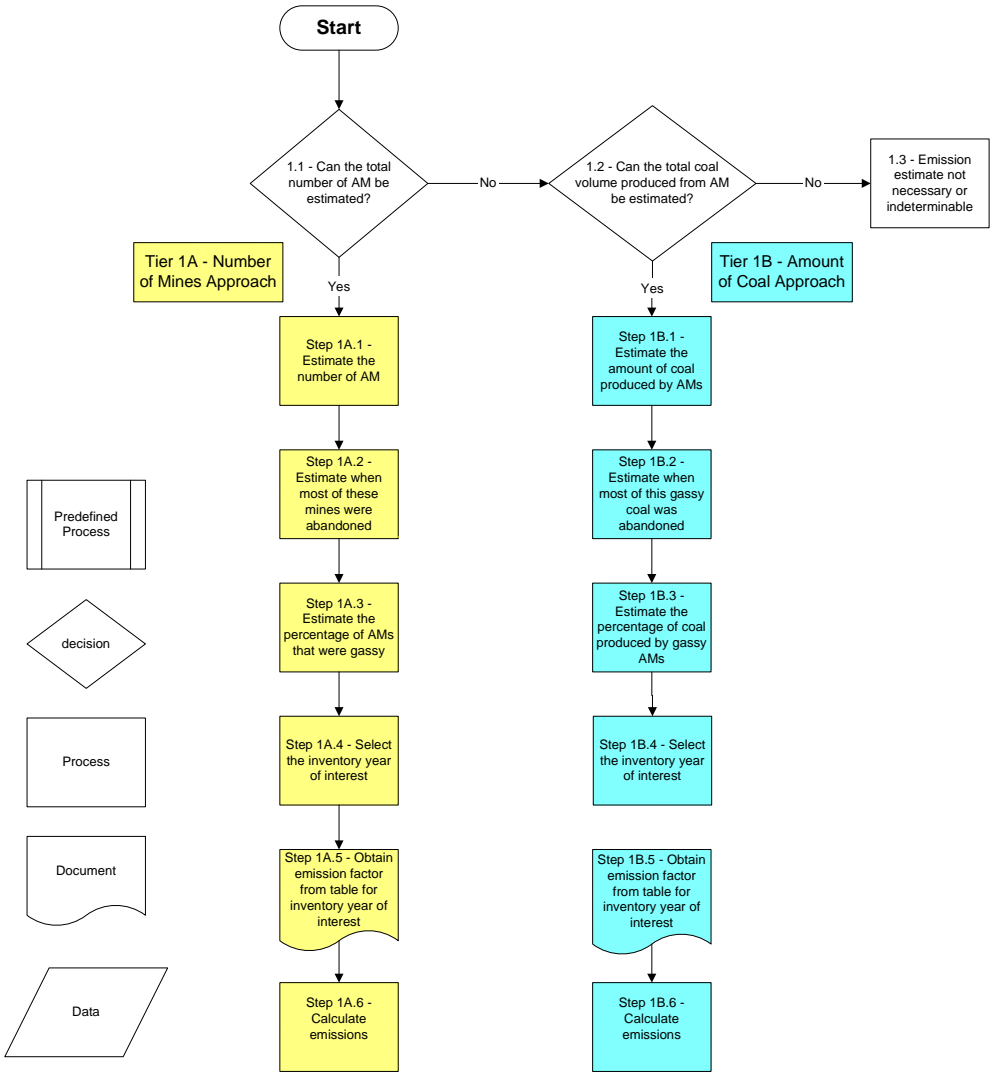 Start
1.1 - Can the total
number of AM be
estimated?
No
1.2 - Can the total coal
volume produced from AM
be estimated?
No
1.3 - Emission
estimate not
necessary or
indeterminable
Tier 1A - Number
of Mines Approach
Yes
Yes
Tier 1B - Amount
of Coal Approach
Step 1A.1 -
Estimate the
number of AM
Step 1B.1 -
Estimate the
amount of coal
produced by AMs
Step 1A.2 -
Estimate when
most of these
mines were
abandoned
Step 1B.2 -
Estimate when
most of this gassy
coal was
abandoned
Predefined
Process
Step 1A.3 -
Estimate the
percentage of AMs
that were gassy
Step 1B.3 -
Estimate the
percentage of coal
produced by gassy
AMs
decision
Step 1A.4 - Select
the inventory year
of interest
Step 1B.4 - Select
the inventory year
of interest
Process
Step 1A.5 - Obtain
emission factor
from table for
inventory year of
interest
Step 1B.5 - Obtain
emission factor
from table for
inventory year of
interest
Document
Step 1A.6 -
Calculate
emissions
Step 1B.6 -
Calculate
emissions
Data